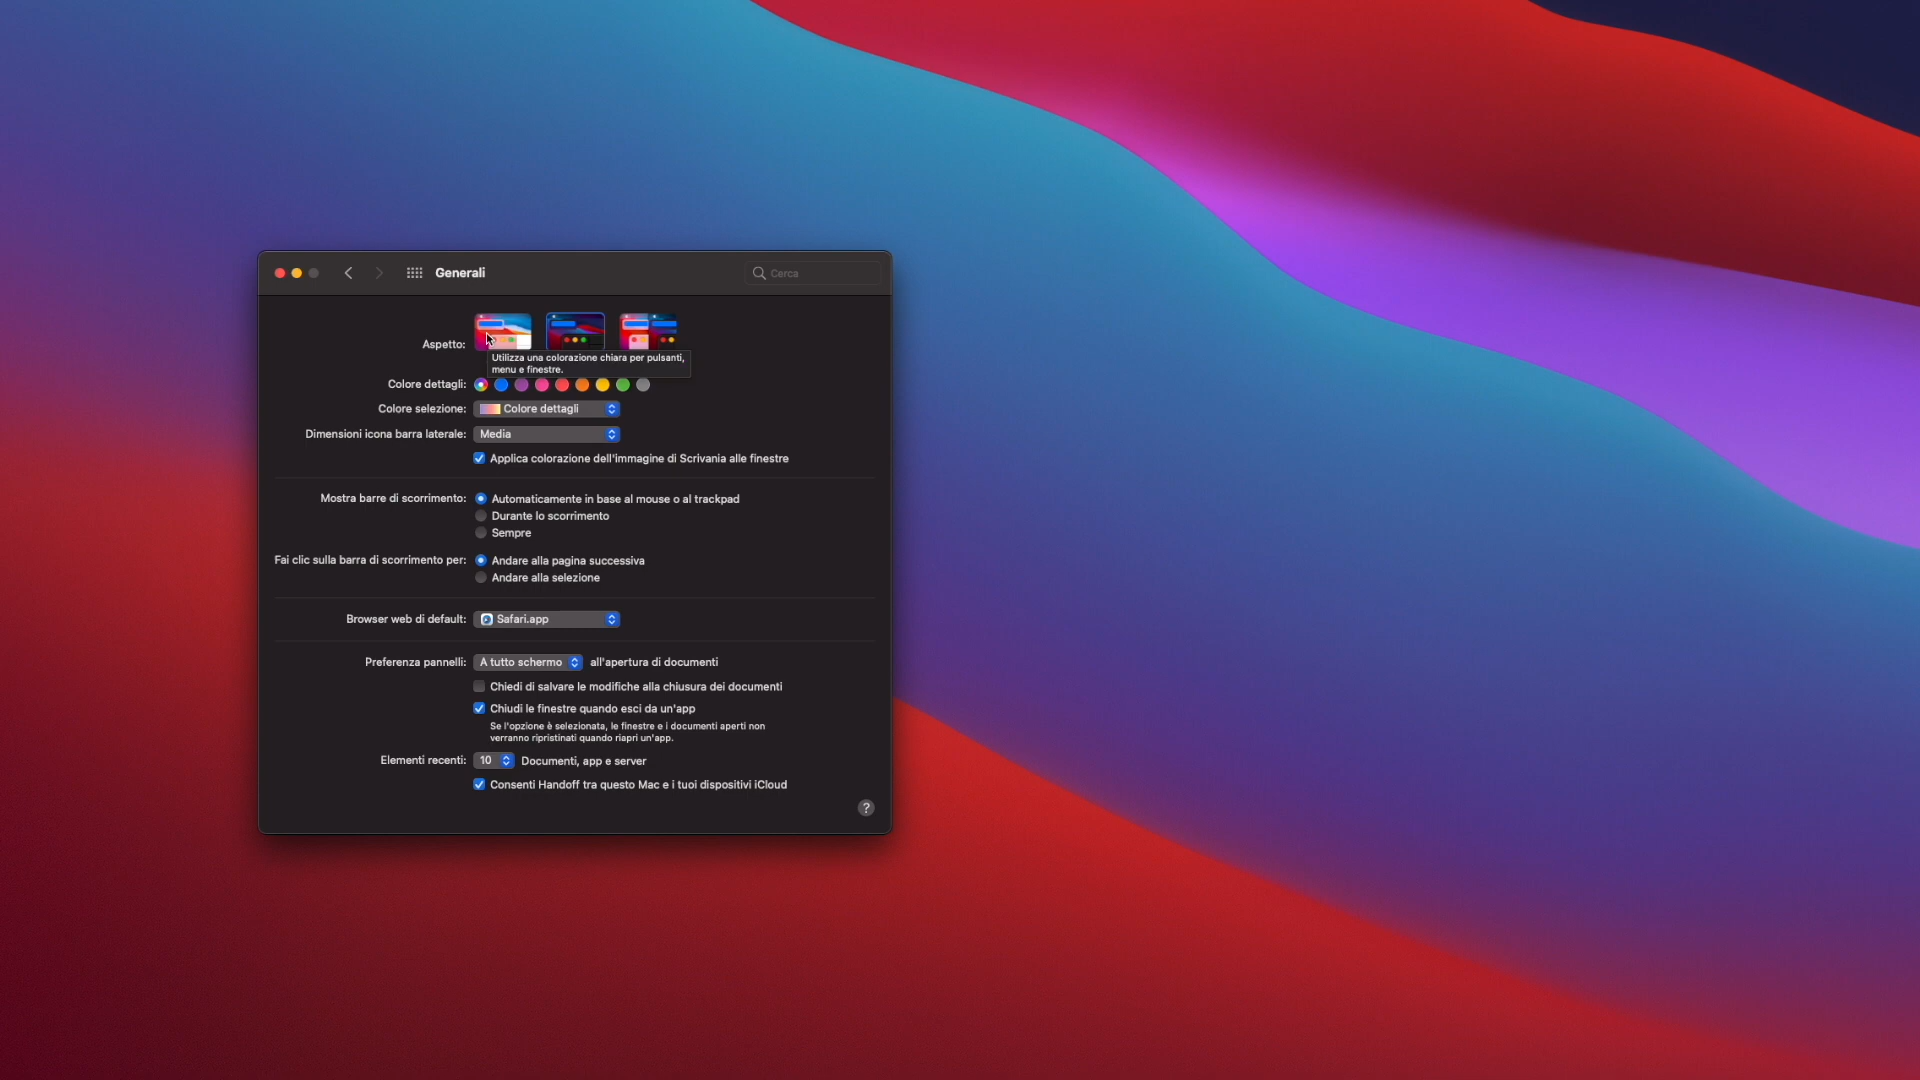 Generali
Cerca
Aspetto:
Utilizza una colorazione chiara per pulsanti,
menu e finestre.
Colore dettagli:
Colore selezione: Colore dettagli
Dimensioni icona barra laterale: Media
Applica colorazione dell'immagine di Scrivania alle finestre
Mostra barre di scorrimento: Automaticamente in base al mouse o al trackpad
Durante lo scorrimento
Sempre
Fai clic sulla barra di scorrimento per: Andare alla pagina successiva
Andare alla selezione
Browser web di default: Safari.app
Preferenza pannelli: A tutto schermo all'apertura di documenti
Chiedi di salvare le modifiche alla chiusura dei documenti
Chiudi le finestre quando esci da un'app
Se l'opzione è selezionata, le finestre e i documenti aperti non
verranno ripristinati quando riapri un'app.
Elementi recenti: 10 Documenti, app e server
Consenti Handoff tra questo Mac e i tuoi dispositivi iCloud
?